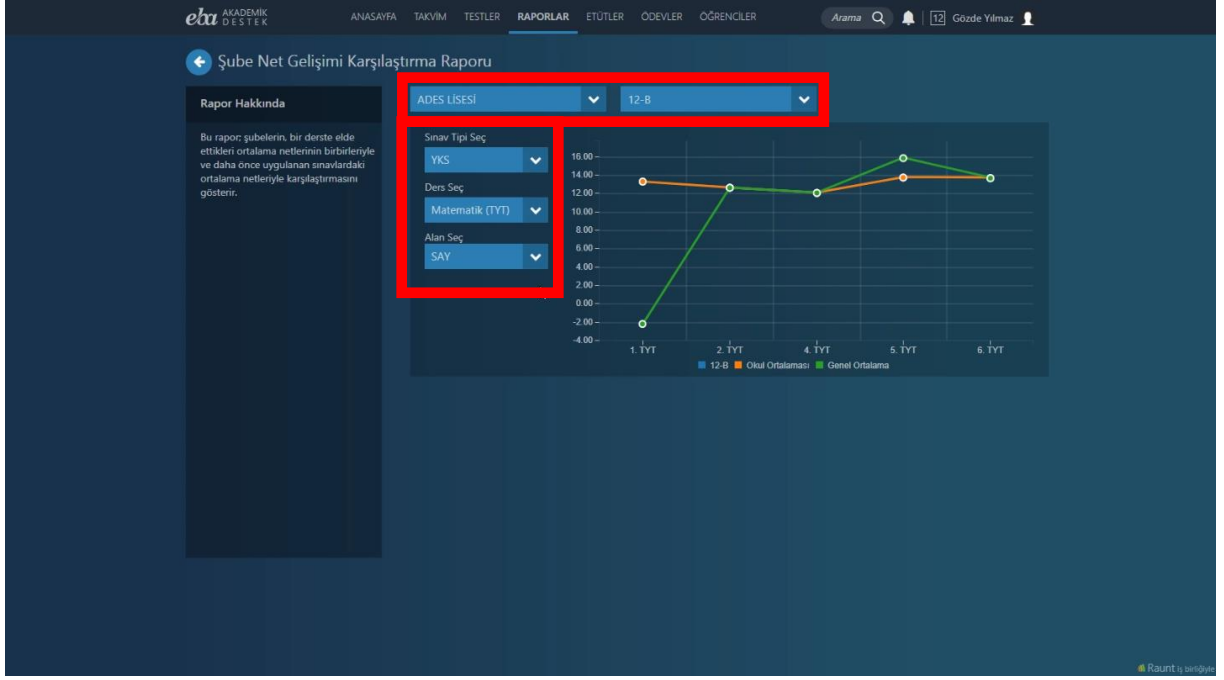 eba AKADEMİK
DESTEK
ANASAYFA TAKVİM TESTLER RAPORLAR ETÜTLER ÖDEVLER ÖĞRENCİLER
Arama 12 Gözde Yılmaz
Şube Net Gelişimi Karşılaştırma Raporu
Rapor Hakkında
Bu rapor; şubelerin, bir derste elde
ettikleri ortalama netlerinin birbirleriyle
ve daha önce uygulanan sınavlardaki
ortalama netleriyle karşılaştırmasını
gösterir.
ADES LİSESİ
12-B
Sınav Tipi Seç
YKS
Ders Seç
Matematik (TYT)
Alan Seç
SAY
16.00
14.00
12.00
10.00
8.00
6.00
4.00
2.00
0.00
-2.00
-4.00
1. TYT 2. TYT 4. TYT 5. TYT 6. TYT
12-B Okul Ortalaması Genel Ortalama
Raunt iş birliğiyle